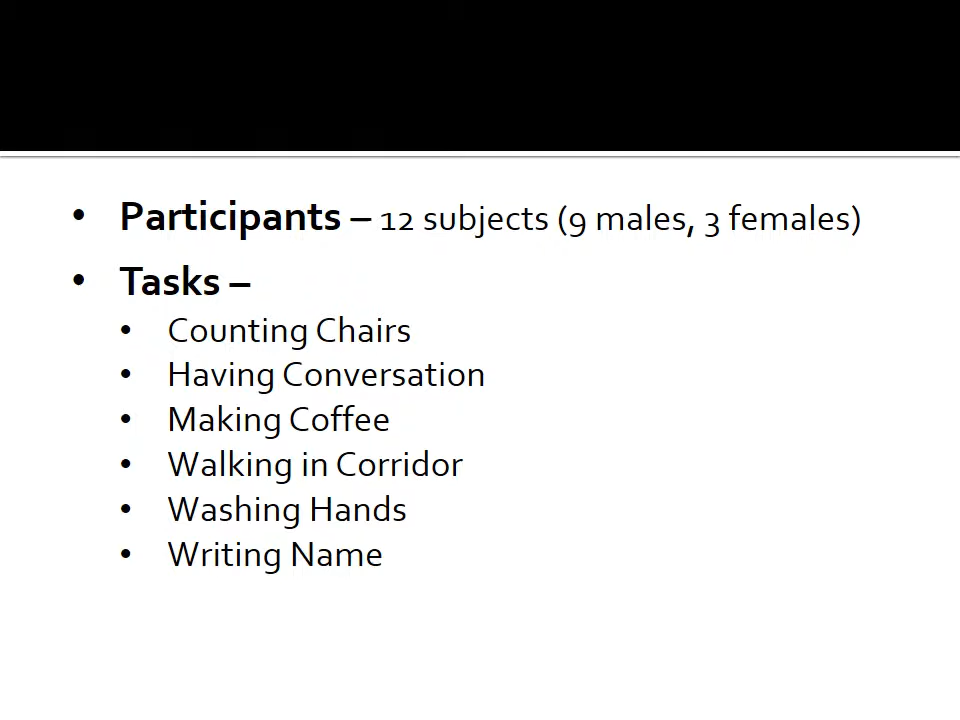 • Participants – 12 subjects (9 males, 3 females)
• Tasks –
• Counting Chairs
• Having Conversation
• Making Coffee
• Walking in Corridor
• Washing Hands
• Writing Name